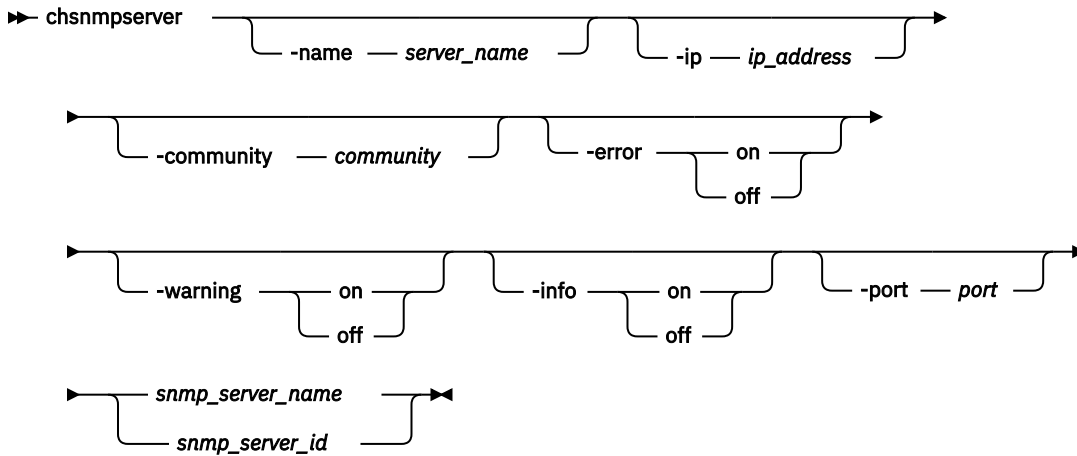 chsnmpserver
-name server_name -ip ip_address
-community community -error on
off
-warning on -info on -port port
off off
snmp_server_name
snmp_server_id